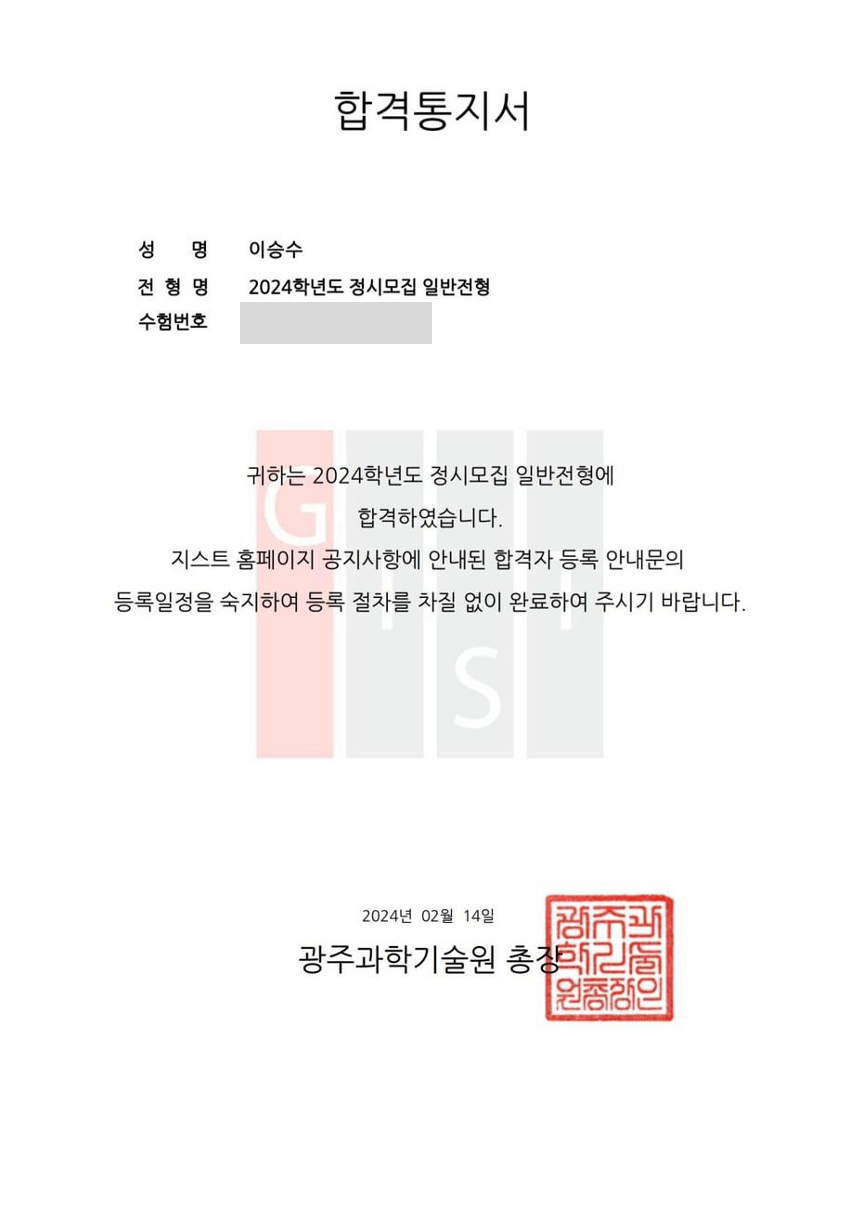 합격통지서
성 명 이승수
전 형 명 2024학년도 정시모집 일반전형
수험번호
귀하는 2024학년도 정시모집 일반전형에
합격하였습니다.
지스트 홈페이지 공지사항에 안내된 합격자 등록 안내문의
등록일정을 숙지하여 등록 절차를 차질 없이 완료하여 주시기 바랍니다.
G I S T
2024년 02월 14일
광주과학기술원 총장
광주과
학기술
원총장인